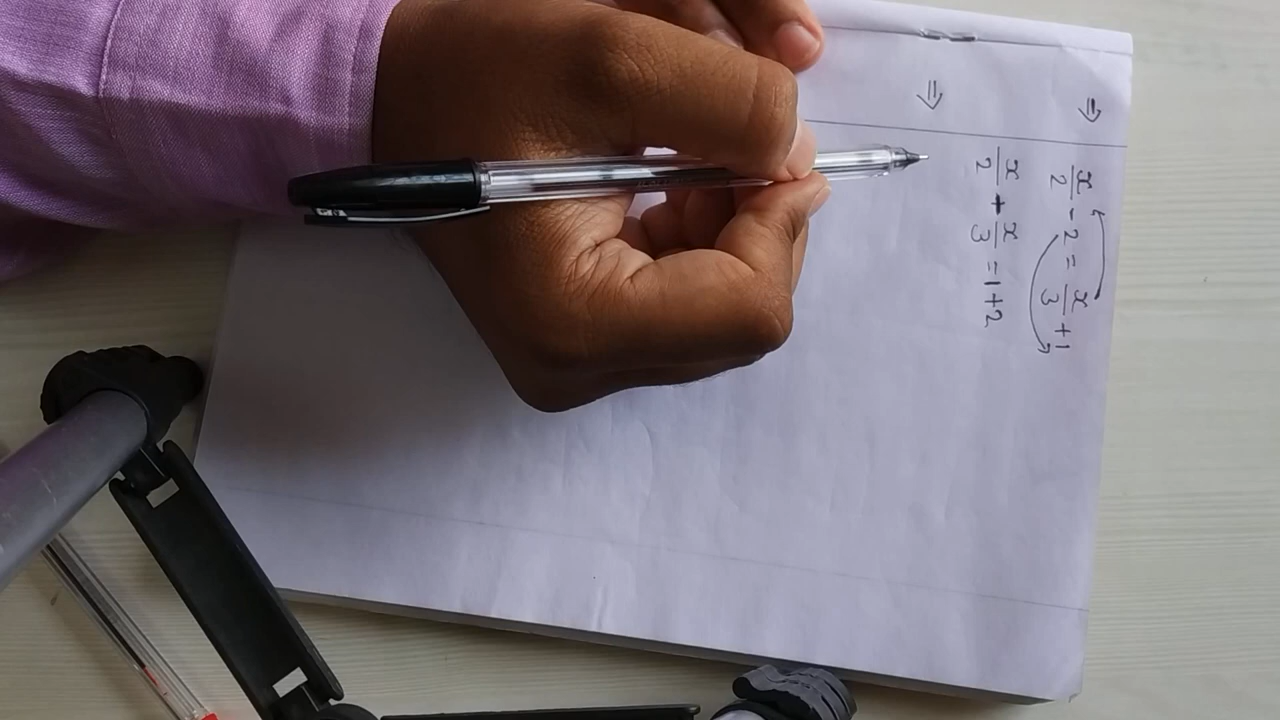 ⇒ x/2 - 2 = x/3 + 1
⇒ x/2 + x/3 = 1 + 2